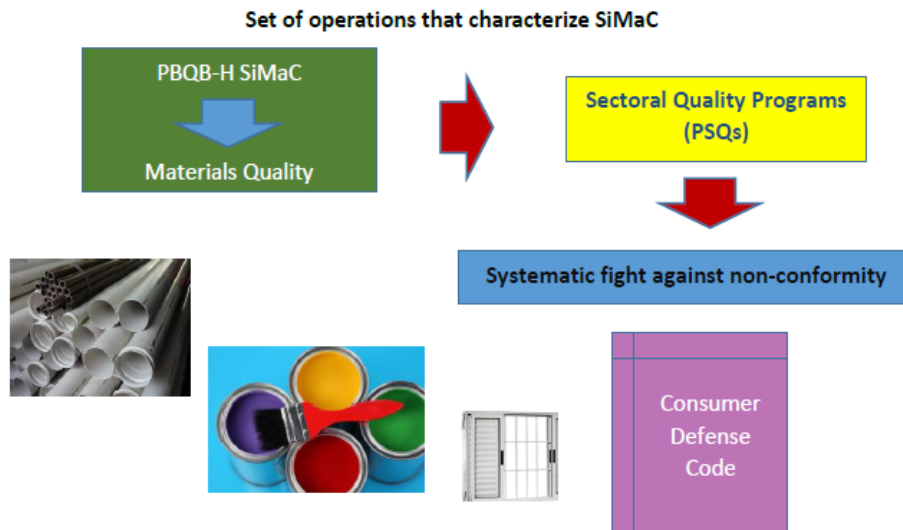 Set of operations that characterize SiMaC
PBQB-H SiMaC
Materials Quality
Sectoral Quality Programs
(PSQs)
Systematic fight against non-conformity
Consumer
Defense
Code